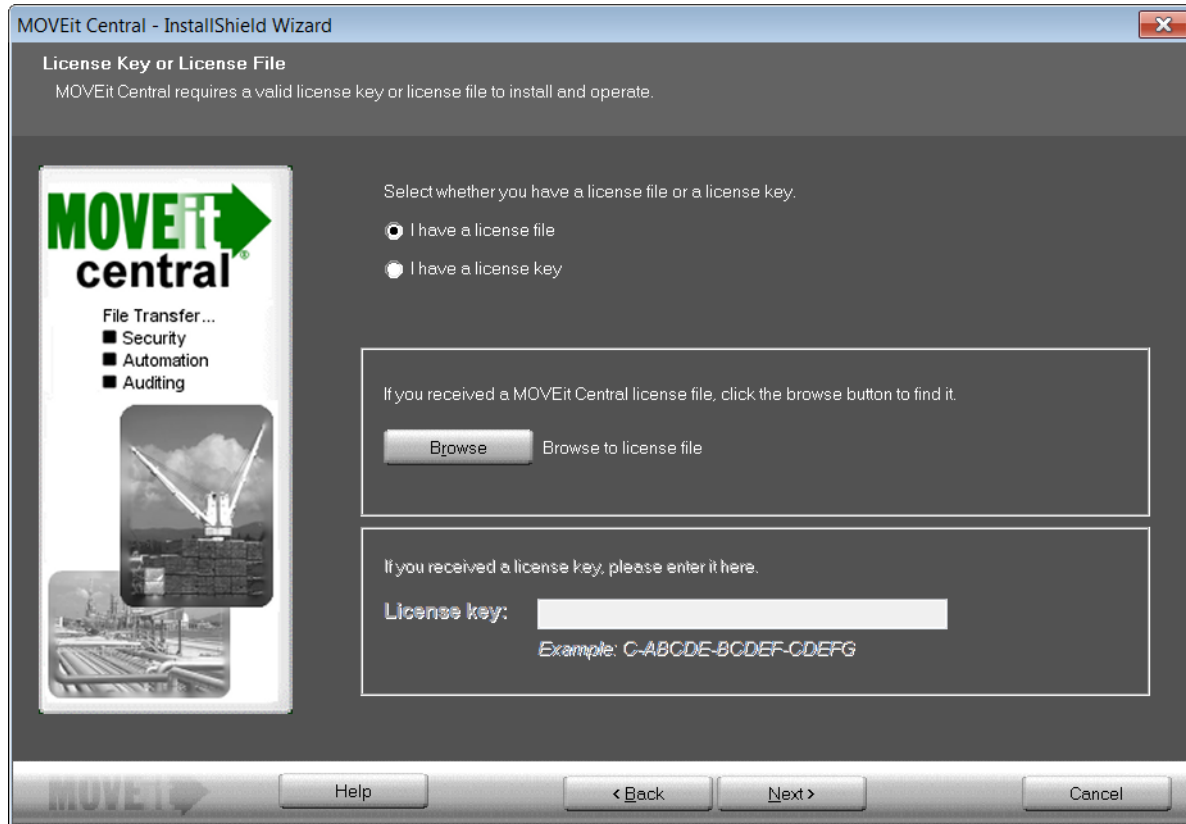 MOVEit Central - InstallShield Wizard
License Key or License File
MOVEit Central requires a valid license key or license file to install and operate.
MOVEit
central®
File Transfer...
■ Security
■ Automation
■ Auditing
Select whether you have a license file or a license key.
I have a license file
I have a license key
If you received a MOVEit Central license file, click the browse button to find it.
Browse
Browse to license file
If you received a license key, please enter it here.
License key:
Example: C-ABCDE-BCDEF-CDEFG
MOVEit
Help
< Back
Next >
Cancel